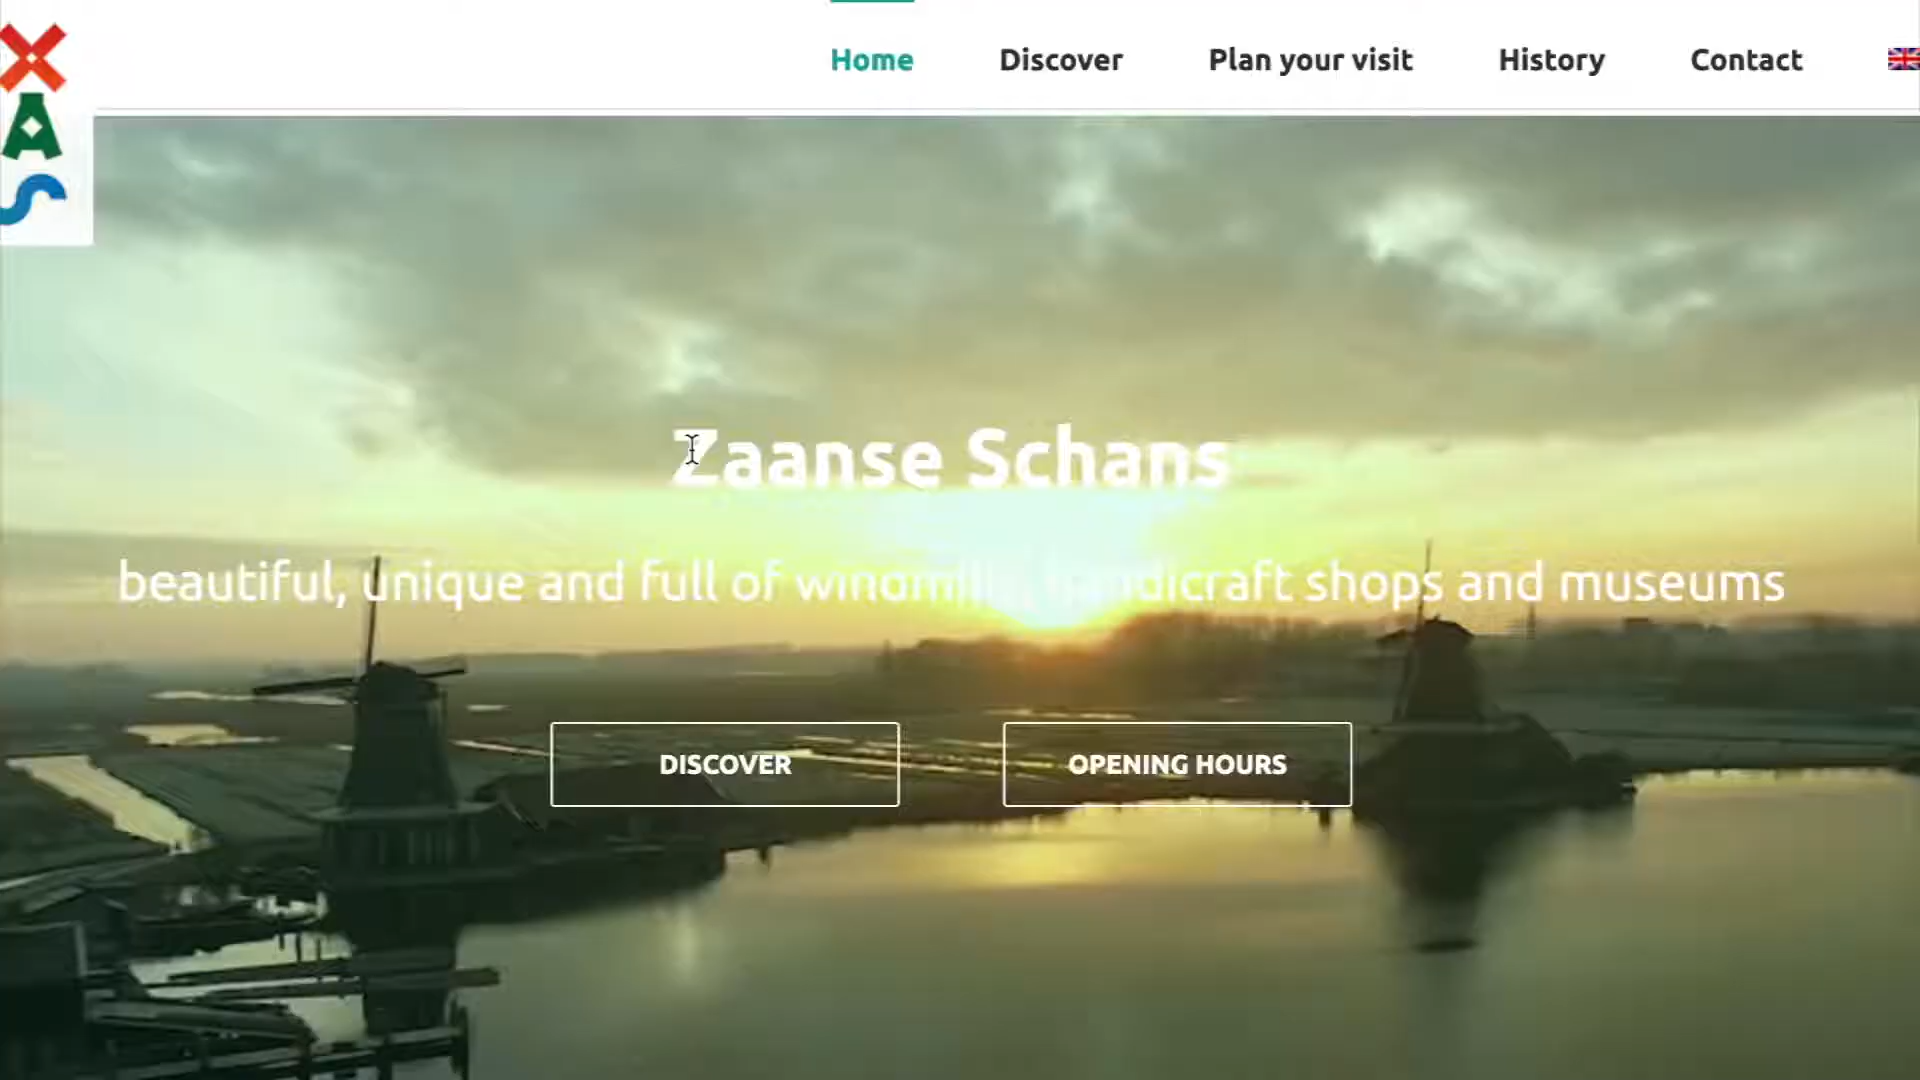 X
A
S
Home Discover Plan your visit History Contact
Zaanse Schans
beautiful, unique and full of windmills, handicraft shops and museums
DISCOVER OPENING HOURS